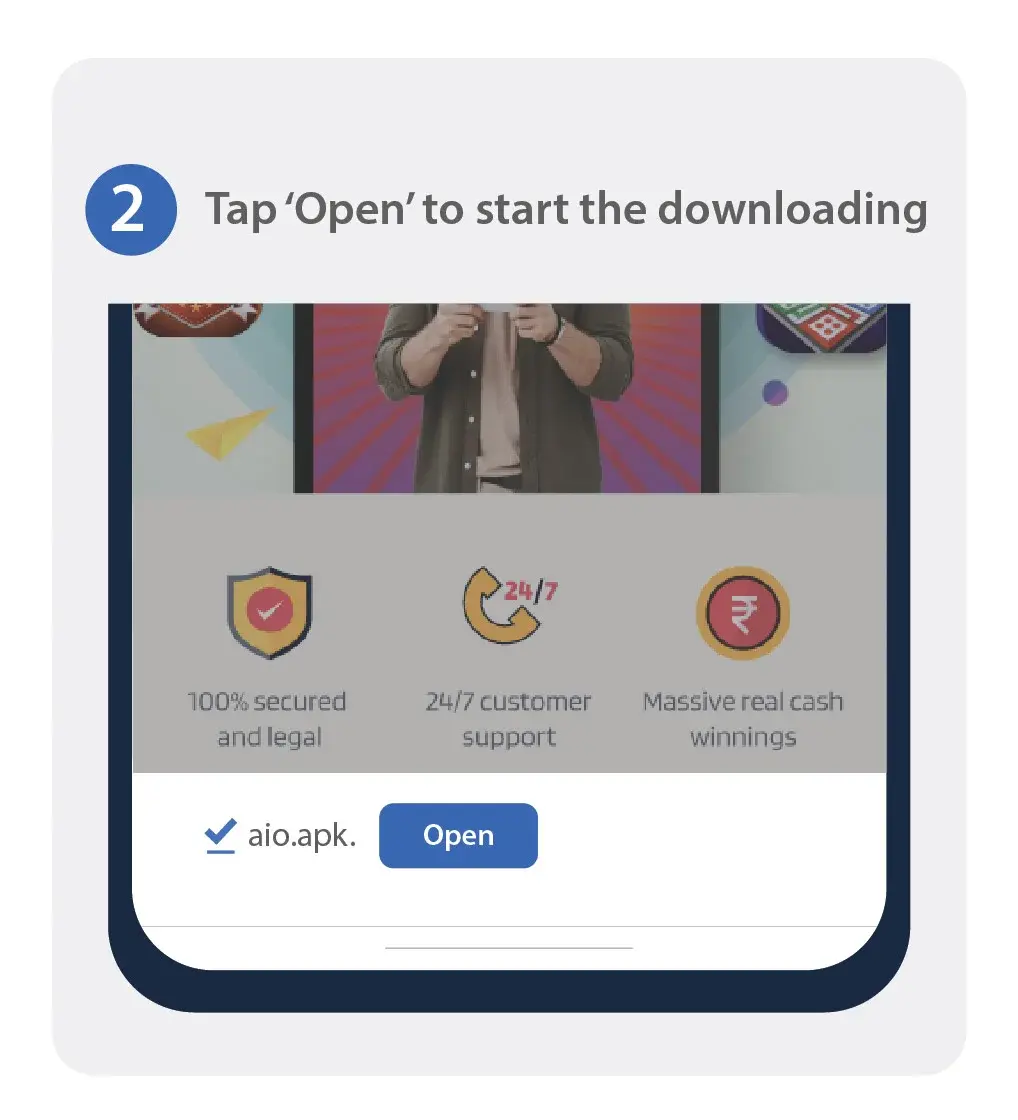 2 Tap ‘Open’ to start the downloading
24/7
100% secured
and legal
24/7 customer
support
Massive real cash
winnings
aio.apk. Open